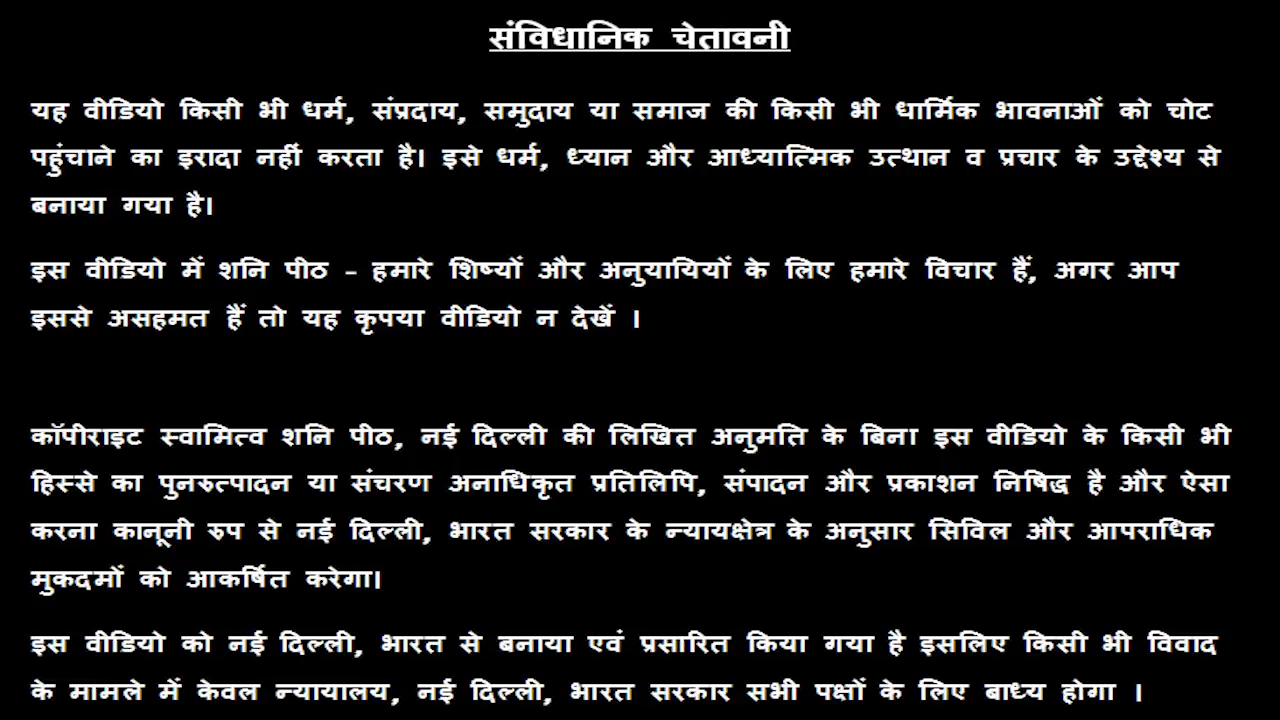 संविधानिक चेतावनी
यह वीडियो किसी भी धर्म, संप्रदाय, समुदाय या समाज की किसी भी धार्मिक भावनाओं को चोट
पहुंचाने का इरादा नहीं करता है। इसे धर्म, ध्यान और आध्यात्मिक उत्थान व प्रचार के उद्देश्य से
बनाया गया है।
इस वीडियो में शनि पीठ – हमारे शिष्यों और अनुयायियों के लिए हमारे विचार हैं, अगर आप
इससे असहमत हैं तो यह कृपया वीडियो न देखें ।
कॉपीराइट स्वामित्व शनि पीठ, नई दिल्ली की लिखित अनुमति के बिना इस वीडियो के किसी भी
हिस्से का पुनरुत्पादन या संचरण अनाधिकृत प्रतिलिपि, संपादन और प्रकाशन निषिद्ध है और ऐसा
करना कानूनी रुप से नई दिल्ली, भारत सरकार के न्यायक्षेत्र के अनुसार सिविल और आपराधिक
मुकदमों को आकर्षित करेगा।
इस वीडियो को नई दिल्ली, भारत से बनाया एवं प्रसारित किया गया है इसलिए किसी भी विवाद
के मामले में केवल न्यायालय, नई दिल्ली, भारत सरकार सभी पक्षों के लिए बाध्य होगा ।